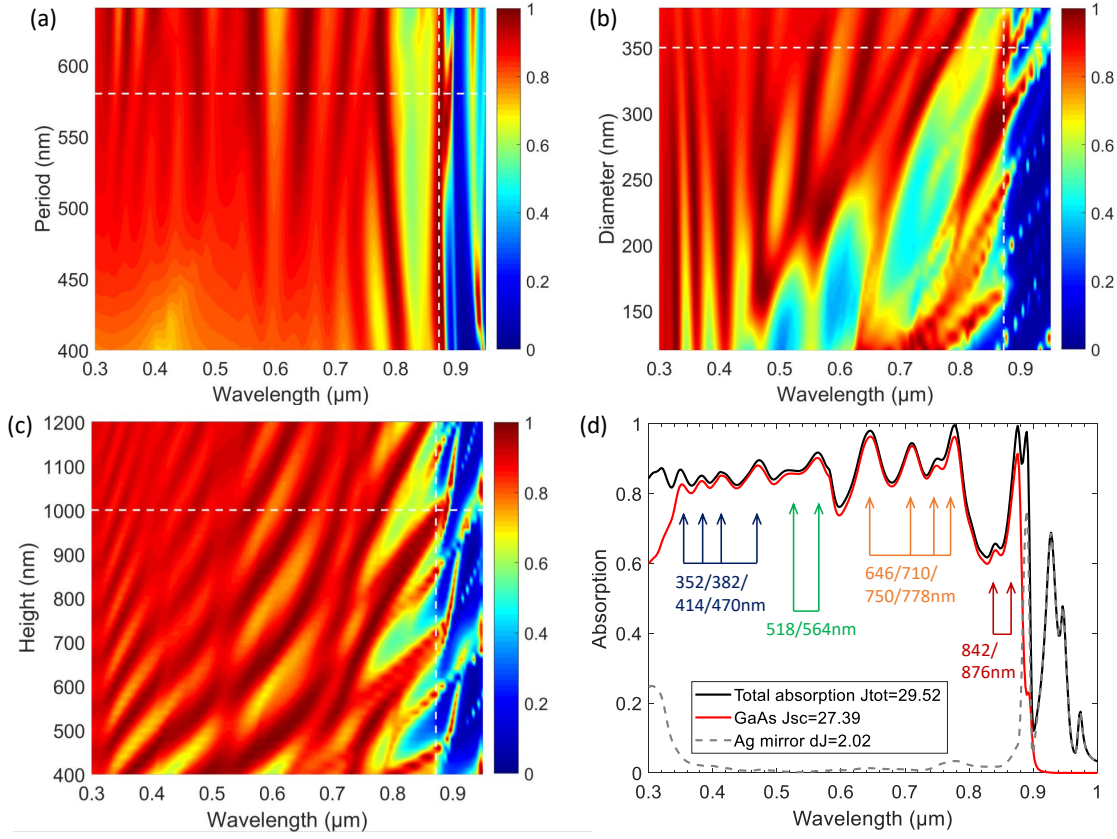 (a)
Period (nm)
600
550
500
450
400
0.3 0.4 0.5 0.6 0.7 0.8 0.9
Wavelength (µm)
1
0.8
0.6
0.4
0.2
0
(b)
Diameter (nm)
350
300
250
200
150
0.3 0.4 0.5 0.6 0.7 0.8 0.9
Wavelength (µm)
1
0.8
0.6
0.4
0.2
0
(c)
Height (nm)
1200
1100
1000
900
800
700
600
500
400
0.3 0.4 0.5 0.6 0.7 0.8 0.9
Wavelength (µm)
1
0.8
0.6
0.4
0.2
0
(d)
Absorption
1
0.8
0.6
0.4
0.2
0
352/382/
414/470nm
518/564nm
646/710/
750/778nm
842/
876nm
Total absorption Jtot=29.52
GaAs Jsc=27.39
Ag mirror dJ=2.02
0.3 0.4 0.5 0.6 0.7 0.8 0.9 1
Wavelength (µm)